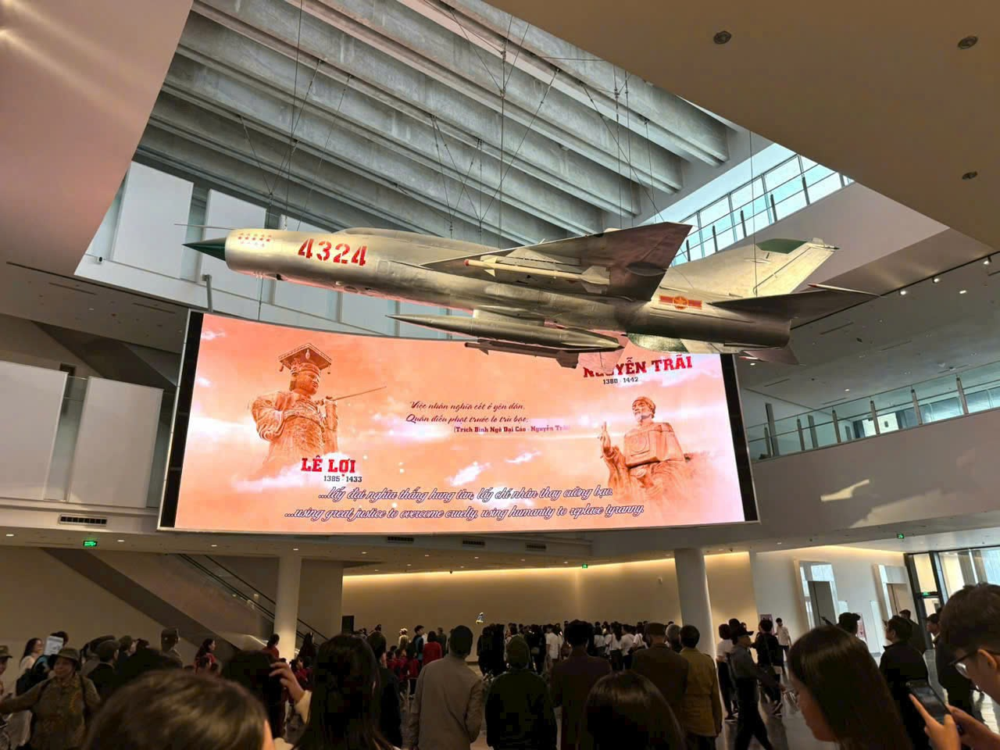 4324
NGUYỄN TRÃI
1380 - 1442
Việc nhân nghĩa cốt ở yên dân,
Quân điếu phạt trước lo trừ bạo;
(Trích Bình Ngô Đại Cáo - Nguyễn Trãi
LÊ LỢI
1385 - 1433
...lấy đại nghĩa thắng hung tàn, lấy chí nhân thay cường bạo.
...using great justice to overcome cruelty, using humanity to replace tyranny.